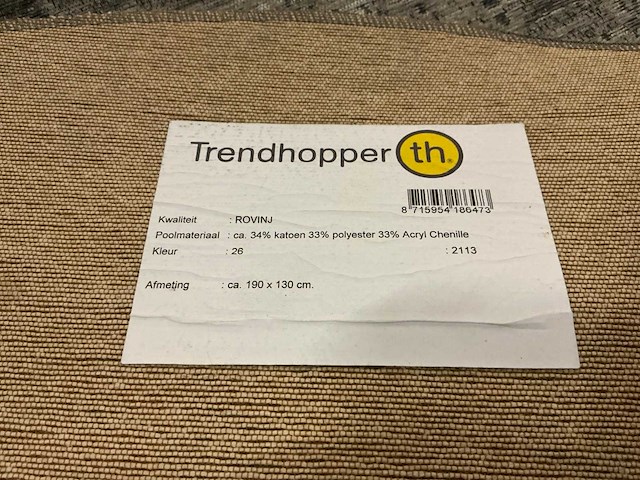 Trendhopper th®
8 715954 186473
Kwaliteit : ROVINJ
Poolmateriaal : ca. 34% katoen 33% polyester 33% Acryl Chenille
Kleur : 26 : 2113
Afmeting : ca. 190 x 130 cm.